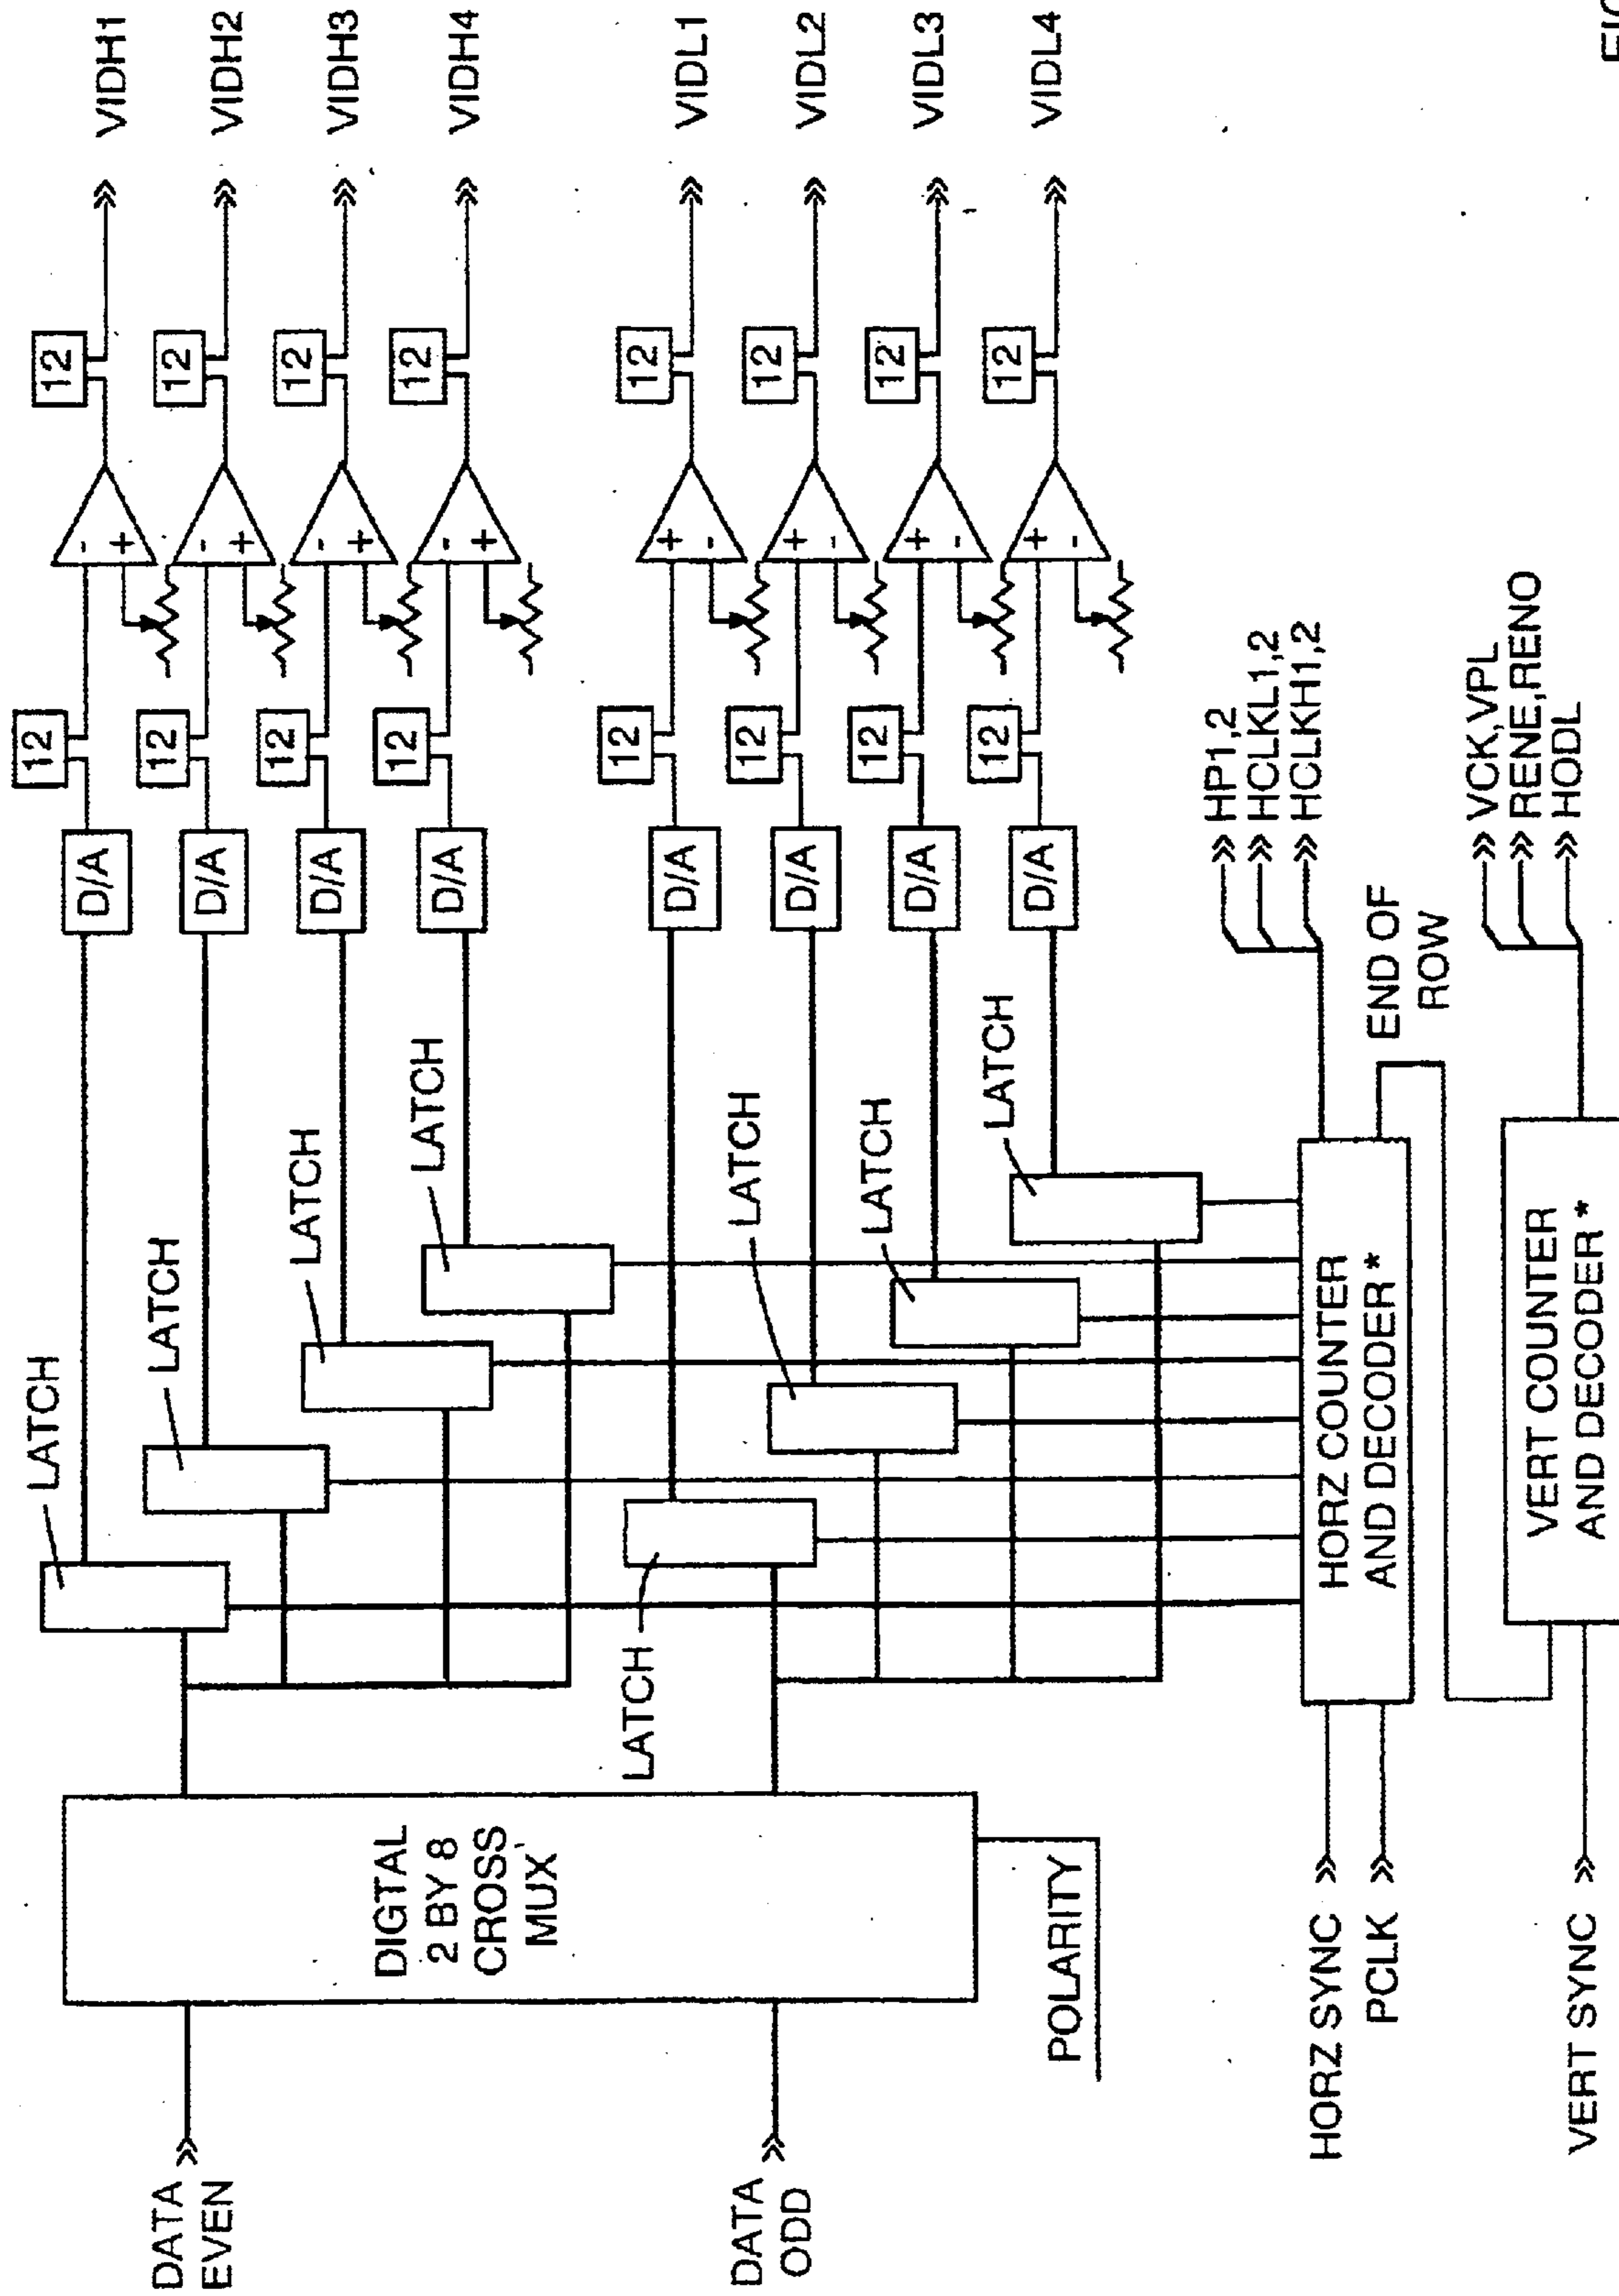 DATA
EVEN
DATA
ODD
DIGTAL
2 BY 8
CROSS
MUX
POLARITY
LATCH
LATCH
LATCH
LATCH
LATCH
LATCH
LATCH
LATCH
D/A
D/A
D/A
D/A
D/A
D/A
D/A
D/A
12
12
12
12
12
12
12
12
- +
- +
- +
- +
+ -
+ -
+ -
+ -
12
12
12
12
12
12
12
12
VIDH1
VIDH2
VIDH3
VIDH4
VIDL1
VIDL2
VIDL3
VIDL4
HORZ SYNC
PCLK
HORZ COUNTER
AND DECODER *
HP1,2
HCLKL1,2
HCLKH1,2
END OF
ROW
VERT SYNC
VERT COUNTER
AND DECODER *
VCK,VPL
RENE,RENO
HODL